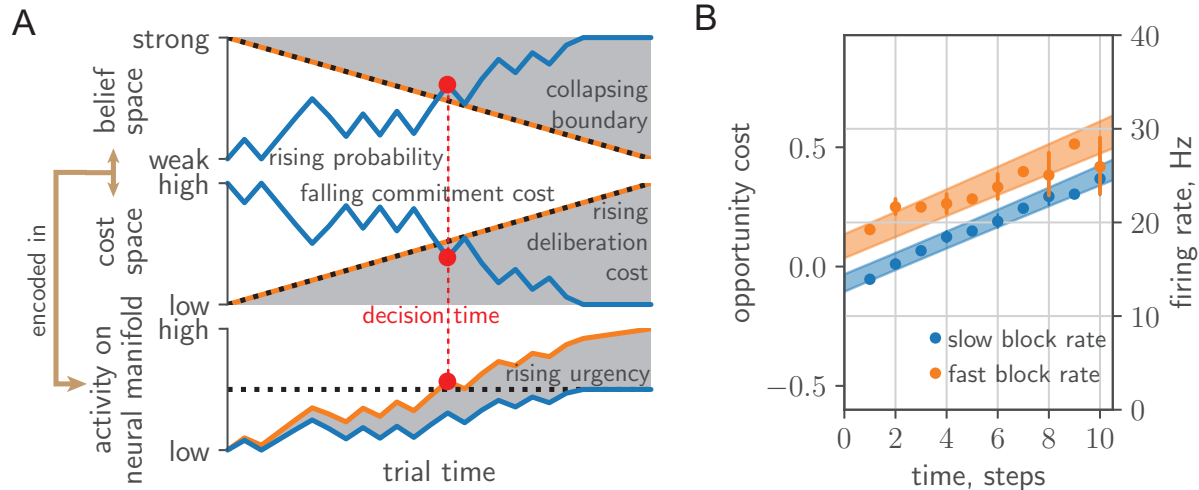 A
strong
belief
space
weak
collapsing
boundary
rising probability
high
cost
space
low
falling commitment cost
rising
deliberation
cost
decision time
encoded in
high
activity on
neural manifold
low
rising urgency
trial time
B
opportunity cost
0.5
0.0
−0.5
40
30
20
10
0
firing rate, Hz
slow block rate
fast block rate
0
2
4
6
8
10
time, steps